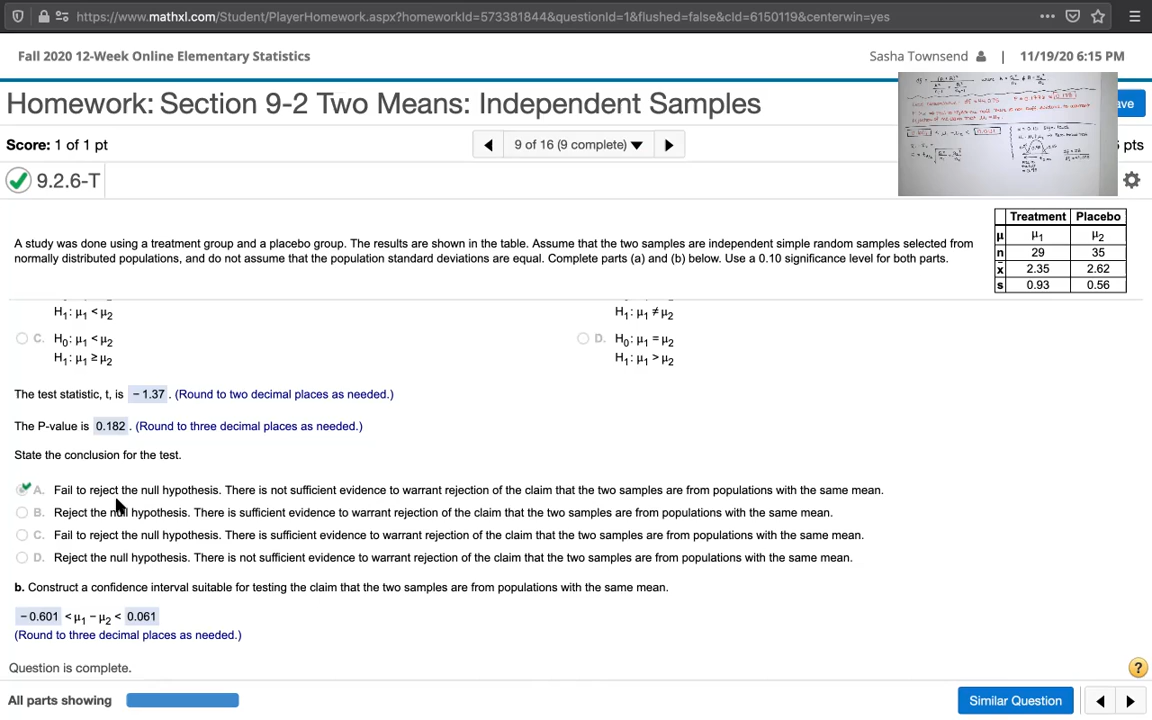 https://www.mathxl.com/Student/PlayerHomework.aspx?homeworkId=573381844&questionId=1&flushed=false&cId=6150119&centerwin=yes
Fall 2020 12-Week Online Elementary Statistics
Sasha Townsend | 11/19/20 6:15 PM
Homework: Section 9-2 Two Means: Independent Samples
Score: 1 of 1 pt
9 of 16 (9 complete)
pts
9.2.6-T
A study was done using a treatment group and a placebo group. The results are shown in the table. Assume that the two samples are independent simple random samples selected from
normally distributed populations, and do not assume that the population standard deviations are equal. Complete parts (a) and (b) below. Use a 0.10 significance level for both parts.
Treatment Placebo
μ μ1 μ2
n 29 35
x̄ 2.35 2.62
s 0.93 0.56
H1: μ1 < μ2
H1: μ1 ≠ μ2
C. H0: μ1 < μ2
H1: μ1 ≥ μ2
D. H0: μ1 = μ2
H1: μ1 > μ2
The test statistic, t, is − 1.37 . (Round to two decimal places as needed.)
The P-value is 0.182 . (Round to three decimal places as needed.)
State the conclusion for the test.
A. Fail to reject the null hypothesis. There is not sufficient evidence to warrant rejection of the claim that the two samples are from populations with the same mean.
B. Reject the null hypothesis. There is sufficient evidence to warrant rejection of the claim that the two samples are from populations with the same mean.
C. Fail to reject the null hypothesis. There is sufficient evidence to warrant rejection of the claim that the two samples are from populations with the same mean.
D. Reject the null hypothesis. There is not sufficient evidence to warrant rejection of the claim that the two samples are from populations with the same mean.
b. Construct a confidence interval suitable for testing the claim that the two samples are from populations with the same mean.
− 0.601 < μ1 − μ2 < 0.061
(Round to three decimal places as needed.)
Question is complete.
?
All parts showing
Similar Question